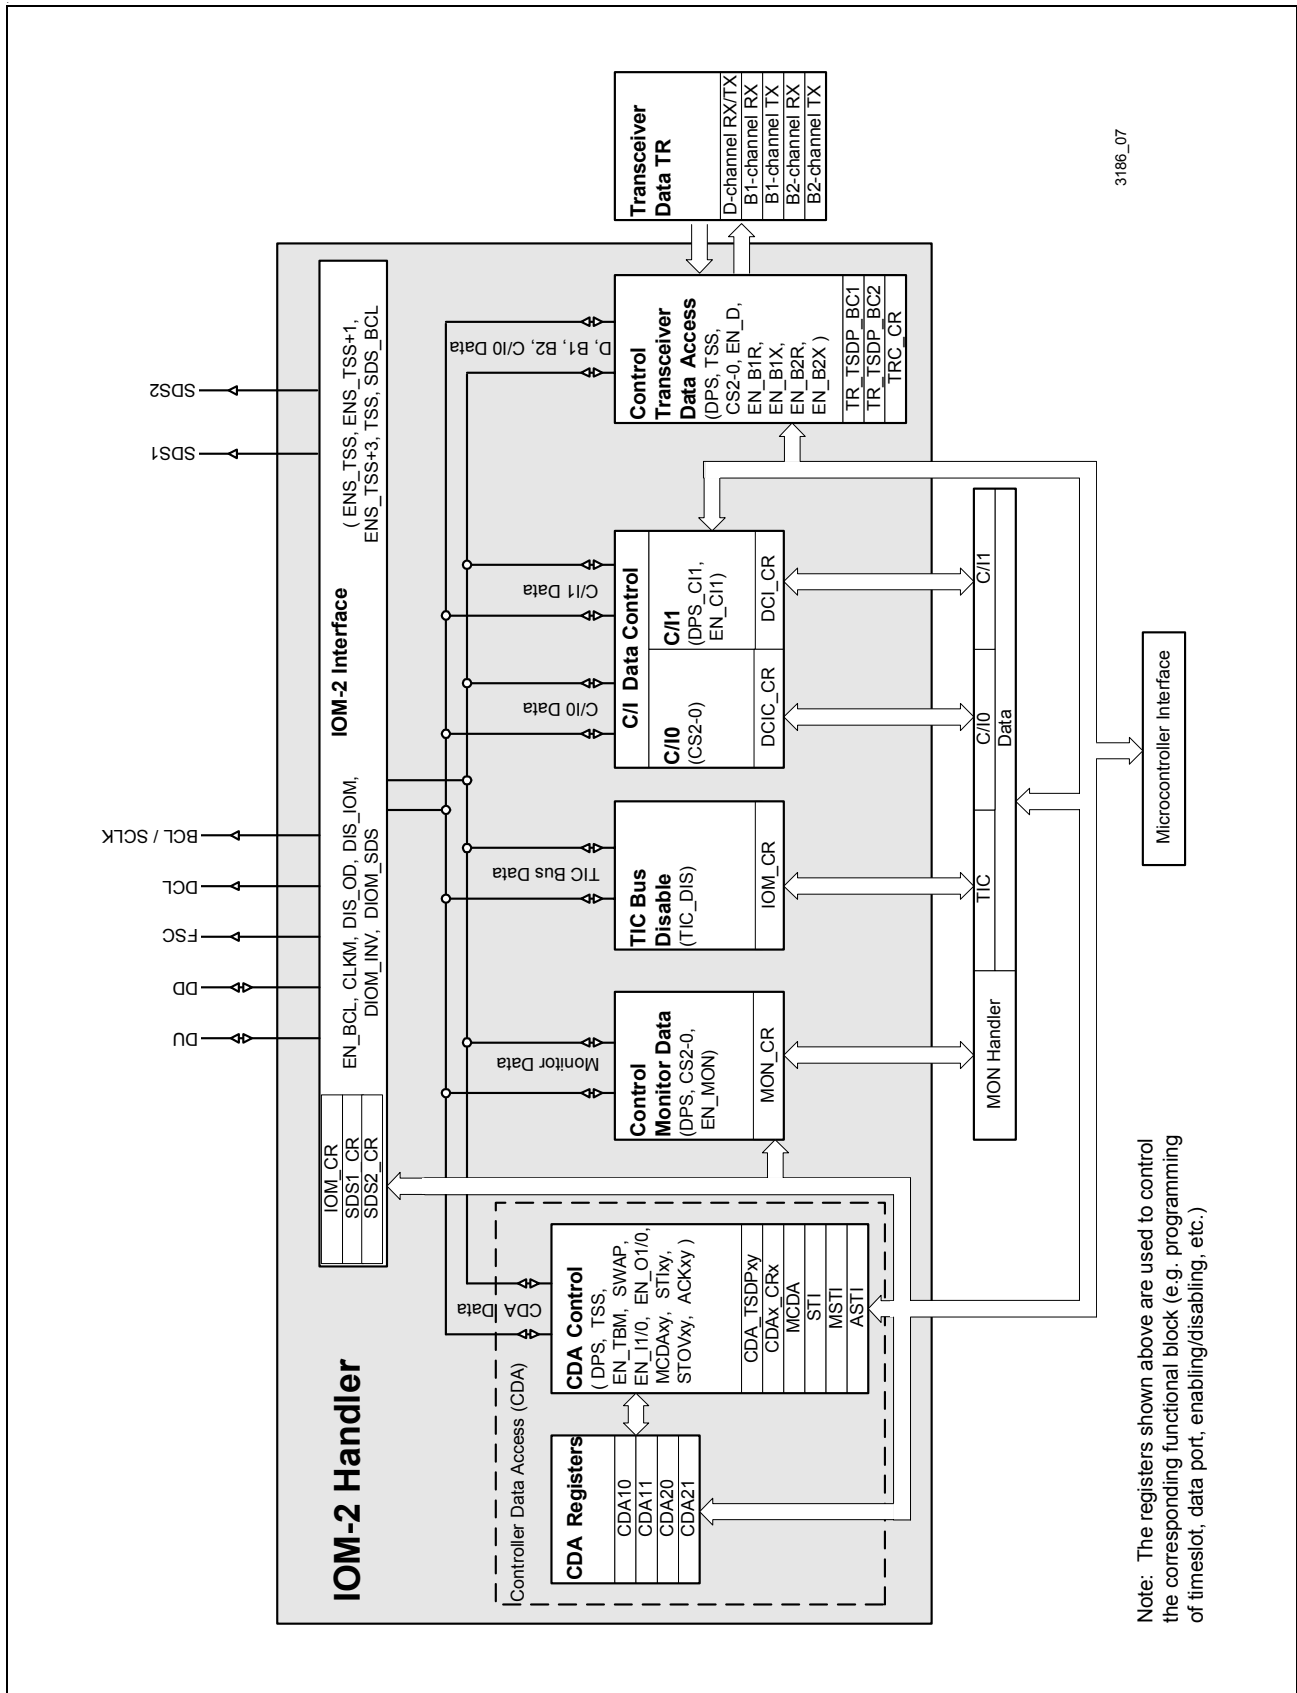 IOM-2 Handler
SDS2
SDS1
BCL / SCLK
DCL
FSC
DD
DU
IOM_CR
SDS1_CR
SDS2_CR
IOM-2 Interface
EN_BCL, CLKM, DIS_OD, DIS_IOM,
DIOM_INV, DIOM_SDS
( ENS_TSS, ENS_TSS+1,
ENS_TSS+3, TSS, SDS_BCL
Controller Data Access (CDA)
CDA Registers
CDA10
CDA11
CDA20
CDA21
CDA Data
CDA Control
( DPS, TSS,
EN_TBM, SWAP,
EN_I1/0, EN_O1/0,
MCDAxy, STIxy,
STOVxy, ACKxy )
CDA_TSDPxy
CDAx_CRx
MCDA
STI
MSTI
ASTI
Monitor Data
Control
Monitor Data
(DPS, CS2-0,
EN_MON)
MON_CR
TIC Bus Data
TIC Bus
Disable
(TIC_DIS)
IOM_CR
C/I0 Data
C/I1 Data
C/I Data Control
C/I0
(CS2-0)
DCIC_CR
C/I1
(DPS_CI1,
EN_CI1)
DCI_CR
D, B1, B2, C/I0 Data
Control
Transceiver
Data Access
(DPS, TSS,
CS2-0, EN_D,
EN_B1R,
EN_B1X,
EN_B2R,
EN_B2X )
TR_TSDP_BC1
TR_TSDP_BC2
TRC_CR
Transceiver
Data TR
D-channel RX/TX
B1-channel RX
B1-channel TX
B2-channel RX
B2-channel TX
MON Handler
TIC
C/I0
C/I1
Data
Microcontroller Interface
Note: The registers shown above are used to control
the corresponding functional block (e.g. programming
of timeslot, data port, enabling/disabling, etc.)
3186_07